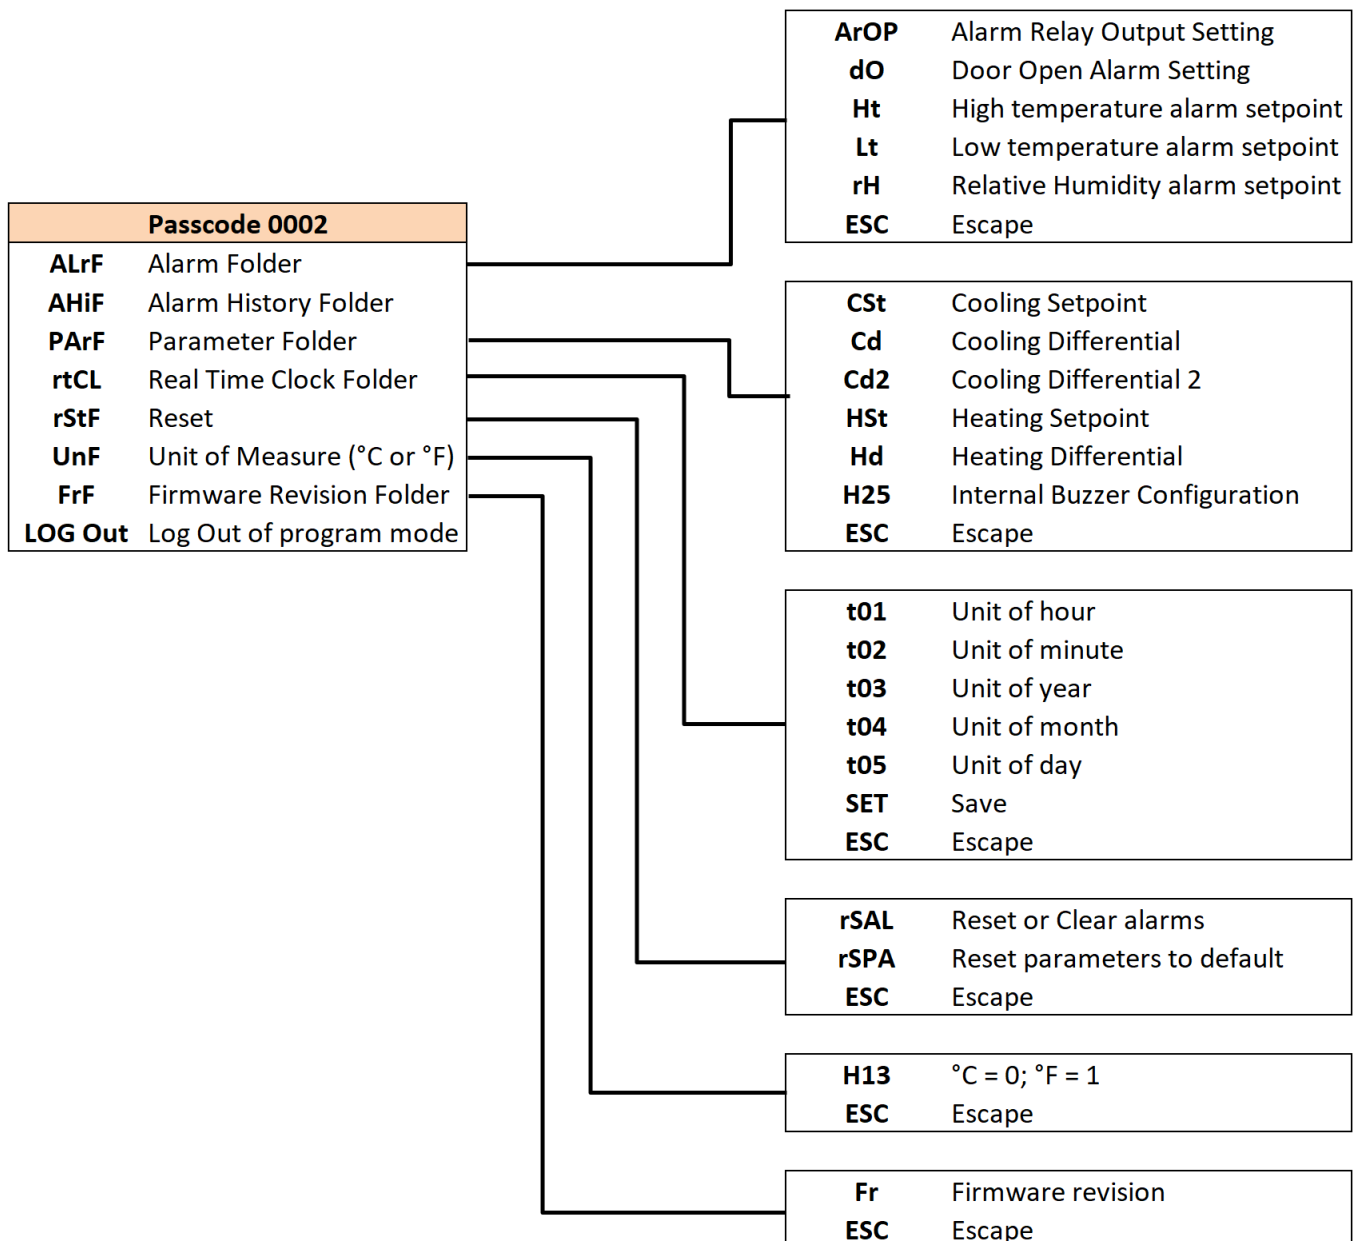 Passcode 0002
ALrF Alarm Folder
AHiF Alarm History Folder
PArF Parameter Folder
rtCL Real Time Clock Folder
rStF Reset
UnF Unit of Measure (°C or °F)
FrF Firmware Revision Folder
LOG Out Log Out of program mode
ArOP Alarm Relay Output Setting
dO Door Open Alarm Setting
Ht High temperature alarm setpoint
Lt Low temperature alarm setpoint
rH Relative Humidity alarm setpoint
ESC Escape
CSt Cooling Setpoint
Cd Cooling Differential
Cd2 Cooling Differential 2
HSt Heating Setpoint
Hd Heating Differential
H25 Internal Buzzer Configuration
ESC Escape
t01 Unit of hour
t02 Unit of minute
t03 Unit of year
t04 Unit of month
t05 Unit of day
SET Save
ESC Escape
rSAL Reset or Clear alarms
rSPA Reset parameters to default
ESC Escape
H13 °C = 0; °F = 1
ESC Escape
Fr Firmware revision
ESC Escape